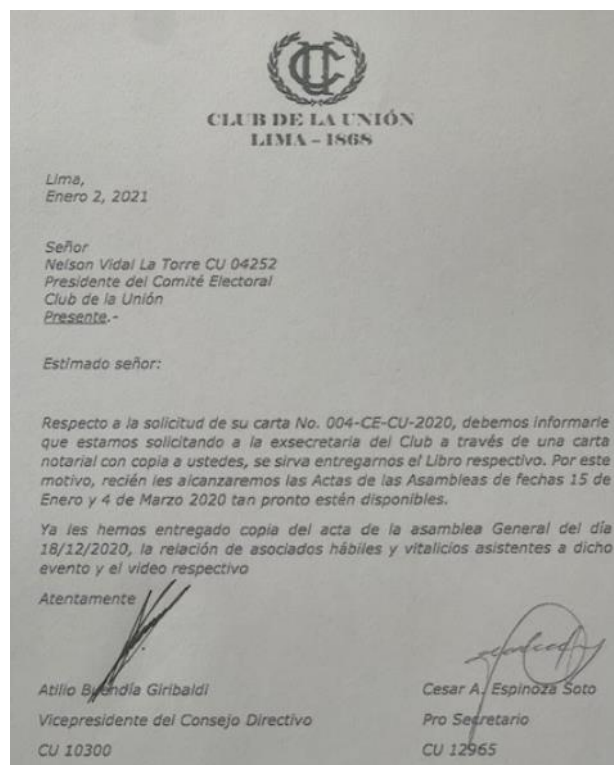 CLUB DE LA UNIÓN
LIMA – 1868
Lima,
Enero 2, 2021
Señor
Nelson Vidal La Torre CU 04252
Presidente del Comité Electoral
Club de la Unión
Presente.-
Estimado señor:
Respecto a la solicitud de su carta No. 004-CE-CU-2020, debemos informarle
que estamos solicitando a la exsecretaria del Club a través de una carta
notarial con copia a ustedes, se sirva entregarnos el Libro respectivo. Por este
motivo, recién les alcanzaremos las Actas de las Asambleas de fechas 15 de
Enero y 4 de Marzo 2020 tan pronto estén disponibles.
Ya les hemos entregado copia del acta de la asamblea General del día
18/12/2020, la relación de asociados hábiles y vitalicios asistentes a dicho
evento y el video respectivo
Atentamente
Atilio Buendía Giribaldi
Cesar A. Espinoza Soto
Vicepresidente del Consejo Directivo
Pro Secretario
CU 10300
CU 12965